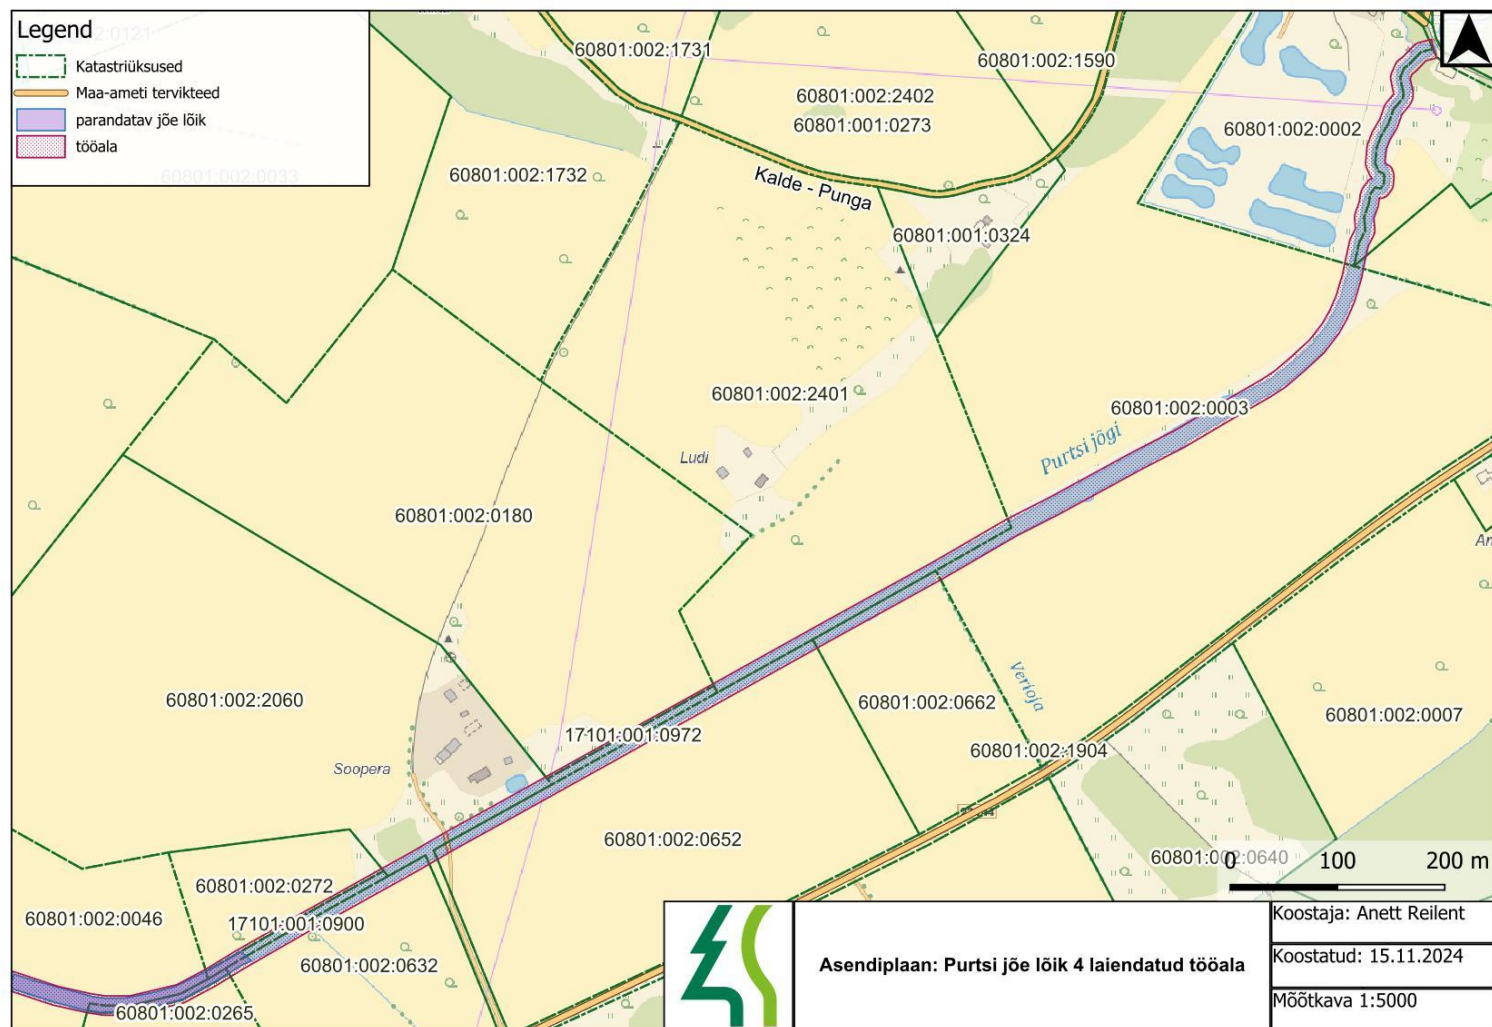 Legend
Katastriüksused
Maa-ameti tervikteed
parandatav jõe lõik
tööala
60801:002:0033
60801:002:1731
60801:002:1590
60801:002:2402
60801:001:0273
60801:002:0002
60801:002:1732
Kalde - Punga
60801:001:0324
60801:002:2401
60801:002:0003
Purtsi jõgi
Ludi
60801:002:0180
60801:002:2060
60801:002:0662
Verioja
60801:002:0007
17101:001:0972
60801:002:1904
Soopera
60801:002:0652
60801:002:0640
0 100 200 m
60801:002:0272
60801:002:0046
17101:001:0900
60801:002:0632
60801:002:0265
Asendiplaan: Purtsi jõe lõik 4 laiendatud tööala
Koostaja: Anett Reilent
Koostatud: 15.11.2024
Mõõtkava 1:5000